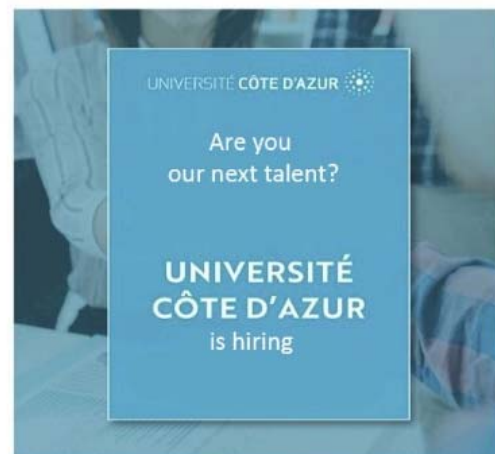 UNIVERSITÉ CÔTE D'AZUR
Are you
our next talent?
UNIVERSITÉ
CÔTE D'AZUR
is hiring